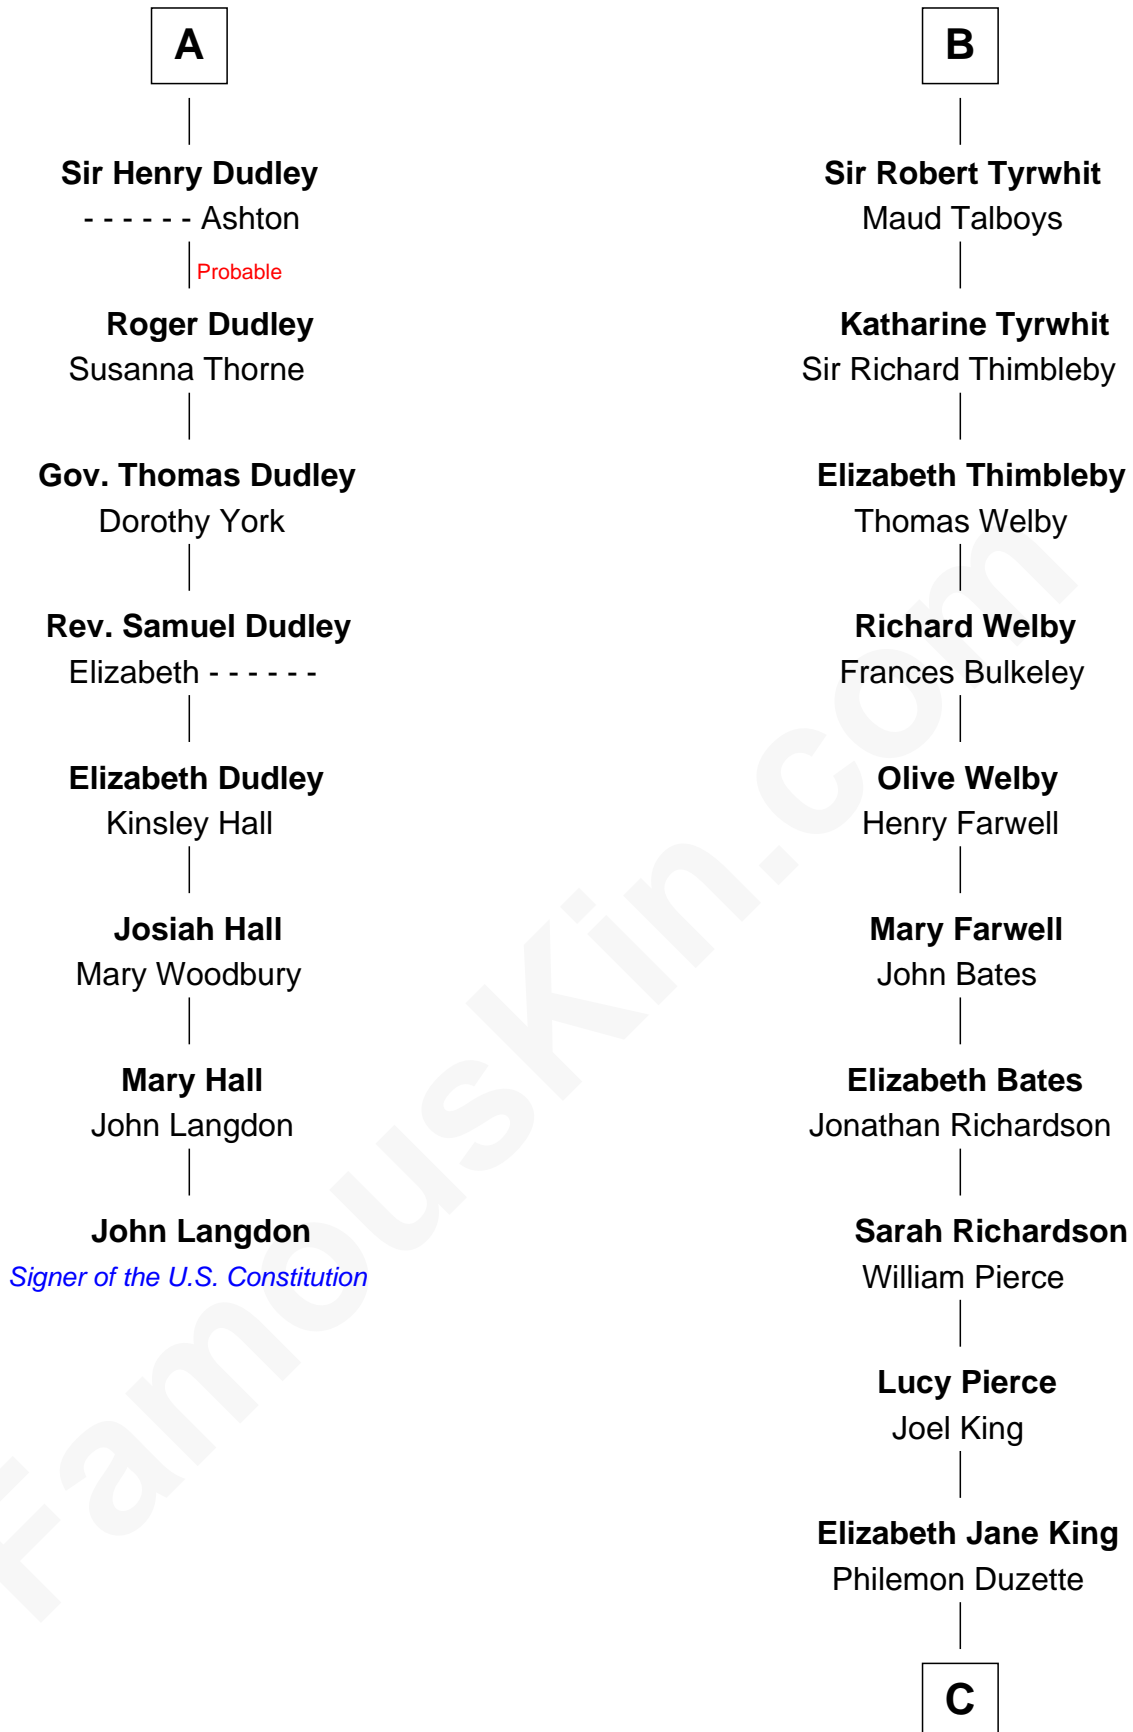 A
Sir Henry Dudley
- - - - - - Ashton
Probable
Roger Dudley
Susanna Thorne
Gov. Thomas Dudley
Dorothy York
Rev. Samuel Dudley
Elizabeth - - - - - -
Elizabeth Dudley
Kinsley Hall
Josiah Hall
Mary Woodbury
Mary Hall
John Langdon
John Langdon
Signer of the U.S. Constitution
B
Sir Robert Tyrwhit
Maud Talboys
Katharine Tyrwhit
Sir Richard Thimbleby
Elizabeth Thimbleby
Thomas Welby
Richard Welby
Frances Bulkeley
Olive Welby
Henry Farwell
Mary Farwell
John Bates
Elizabeth Bates
Jonathan Richardson
Sarah Richardson
William Pierce
Lucy Pierce
Joel King
Elizabeth Jane King
Philemon Duzette
C
FamousKin.com